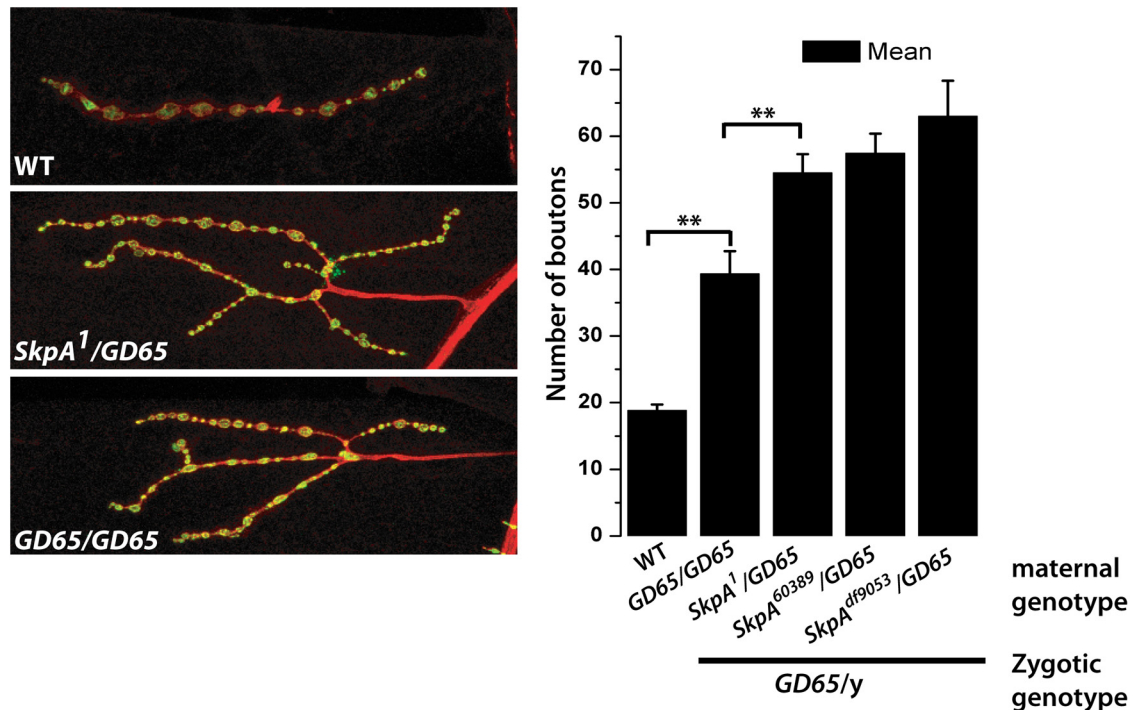 WT
SkpA1/GD65
GD65/GD65
Mean
Number of boutons
70
60
50
40
30
20
10
0
**
**
WT
GD65/GD65
SkpA1/GD65
SkpA60389 /GD65
SkpAdf9053 /GD65
maternal
genotype
GD65/y
Zygotic
genotype